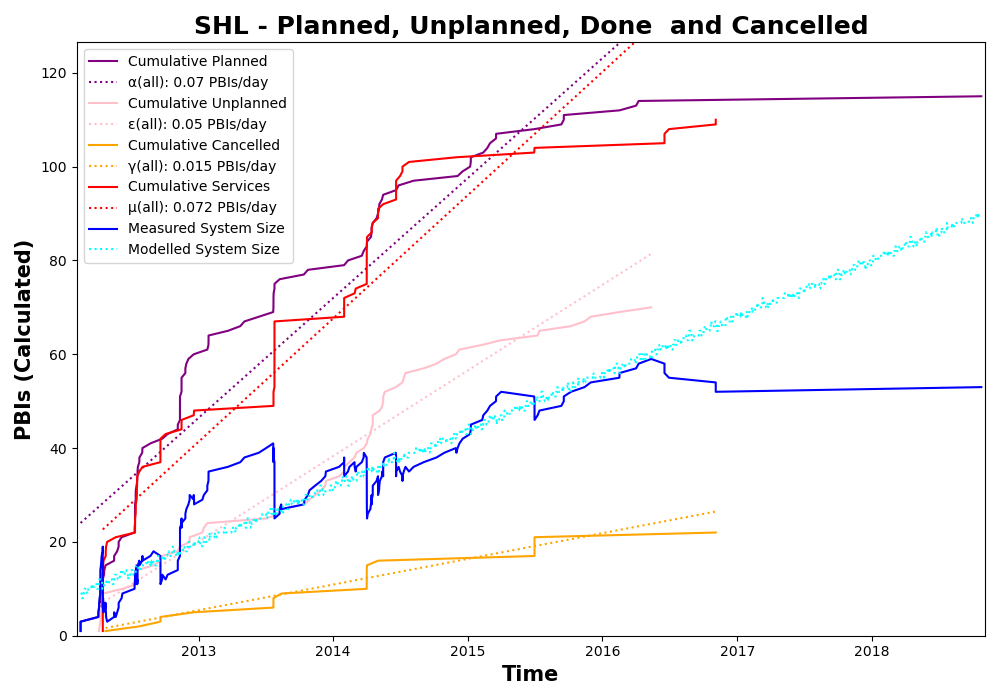 SHL - Planned, Unplanned, Done  and Cancelled
Cumulative Planned
α(all): 0.07 PBIs/day
Cumulative Unplanned
ε(all): 0.05 PBIs/day
Cumulative Cancelled
γ(all): 0.015 PBIs/day
Cumulative Services
μ(all): 0.072 PBIs/day
Measured System Size
Modelled System Size
PBIs (Calculated)
120
100
80
60
40
20
0
2013 2014 2015 2016 2017 2018
Time